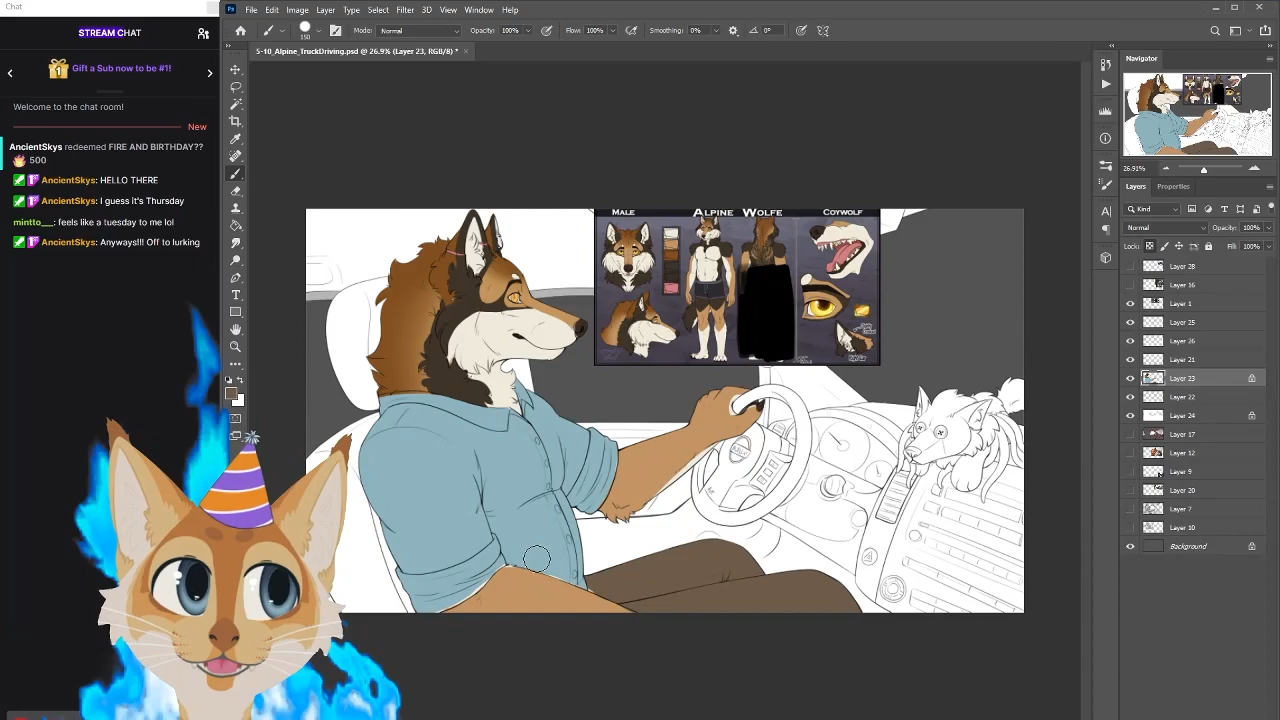 Chat
STREAM CHAT
Gift a Sub now to be #1!
Welcome to the chat room!
New
AncientSkys redeemed FIRE AND BIRTHDAY??
500
AncientSkys: HELLO THERE
AncientSkys: I guess it's Thursday
mintto__: feels like a tuesday to me lol
AncientSkys: Anyways!!! Off to lurking
File Edit Image Layer Type Select Filter 3D View Window Help
150 Mode: Normal Opacity: 100% Flow: 100% Smoothing: 0% 0°
5-10_Alpine_TruckDriving.psd @ 26.9% (Layer 23, RGB/8) *
MALE ALPINE WOLFE COYWOLF
Navigator
26.91%
Layers Properties
Kind
Normal Opacity: 100%
Lock: Fill: 100%
Layer 28
Layer 16
Layer 1
Layer 25
Layer 26
Layer 21
Layer 23
Layer 22
Layer 24
Layer 17
Layer 12
Layer 9
Layer 20
Layer 7
Layer 10
Background